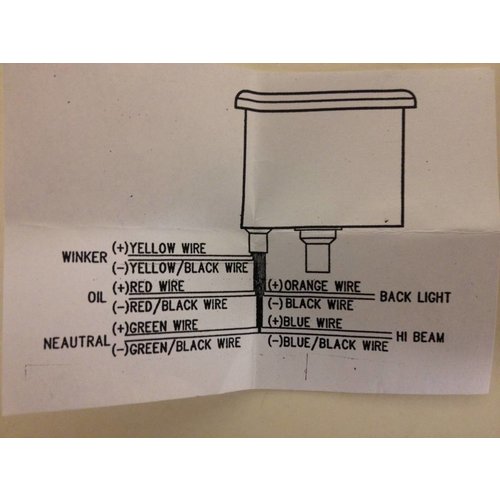 WINKER (+)YELLOW WIRE
(-)YELLOW/BLACK WIRE
OIL (+)RED WIRE
(-)RED/BLACK WIRE
NEAUTRAL (+)GREEN WIRE
(-)GREEN/BLACK WIRE
(+)ORANGE WIRE
(-)BLACK WIRE BACK LIGHT
(+)BLUE WIRE
(-)BLUE/BLACK WIRE HI BEAM